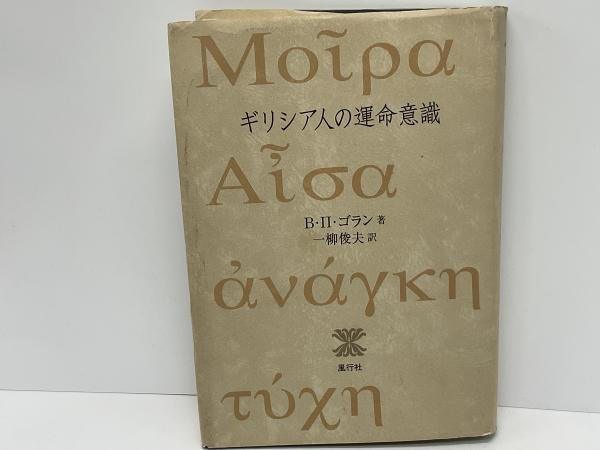 Μοῖρα
ギリシア人の運命意識
Αἶσα
В·П·ゴラン 著
一柳俊夫 訳
ἀνάγκη
風行社
τύχη